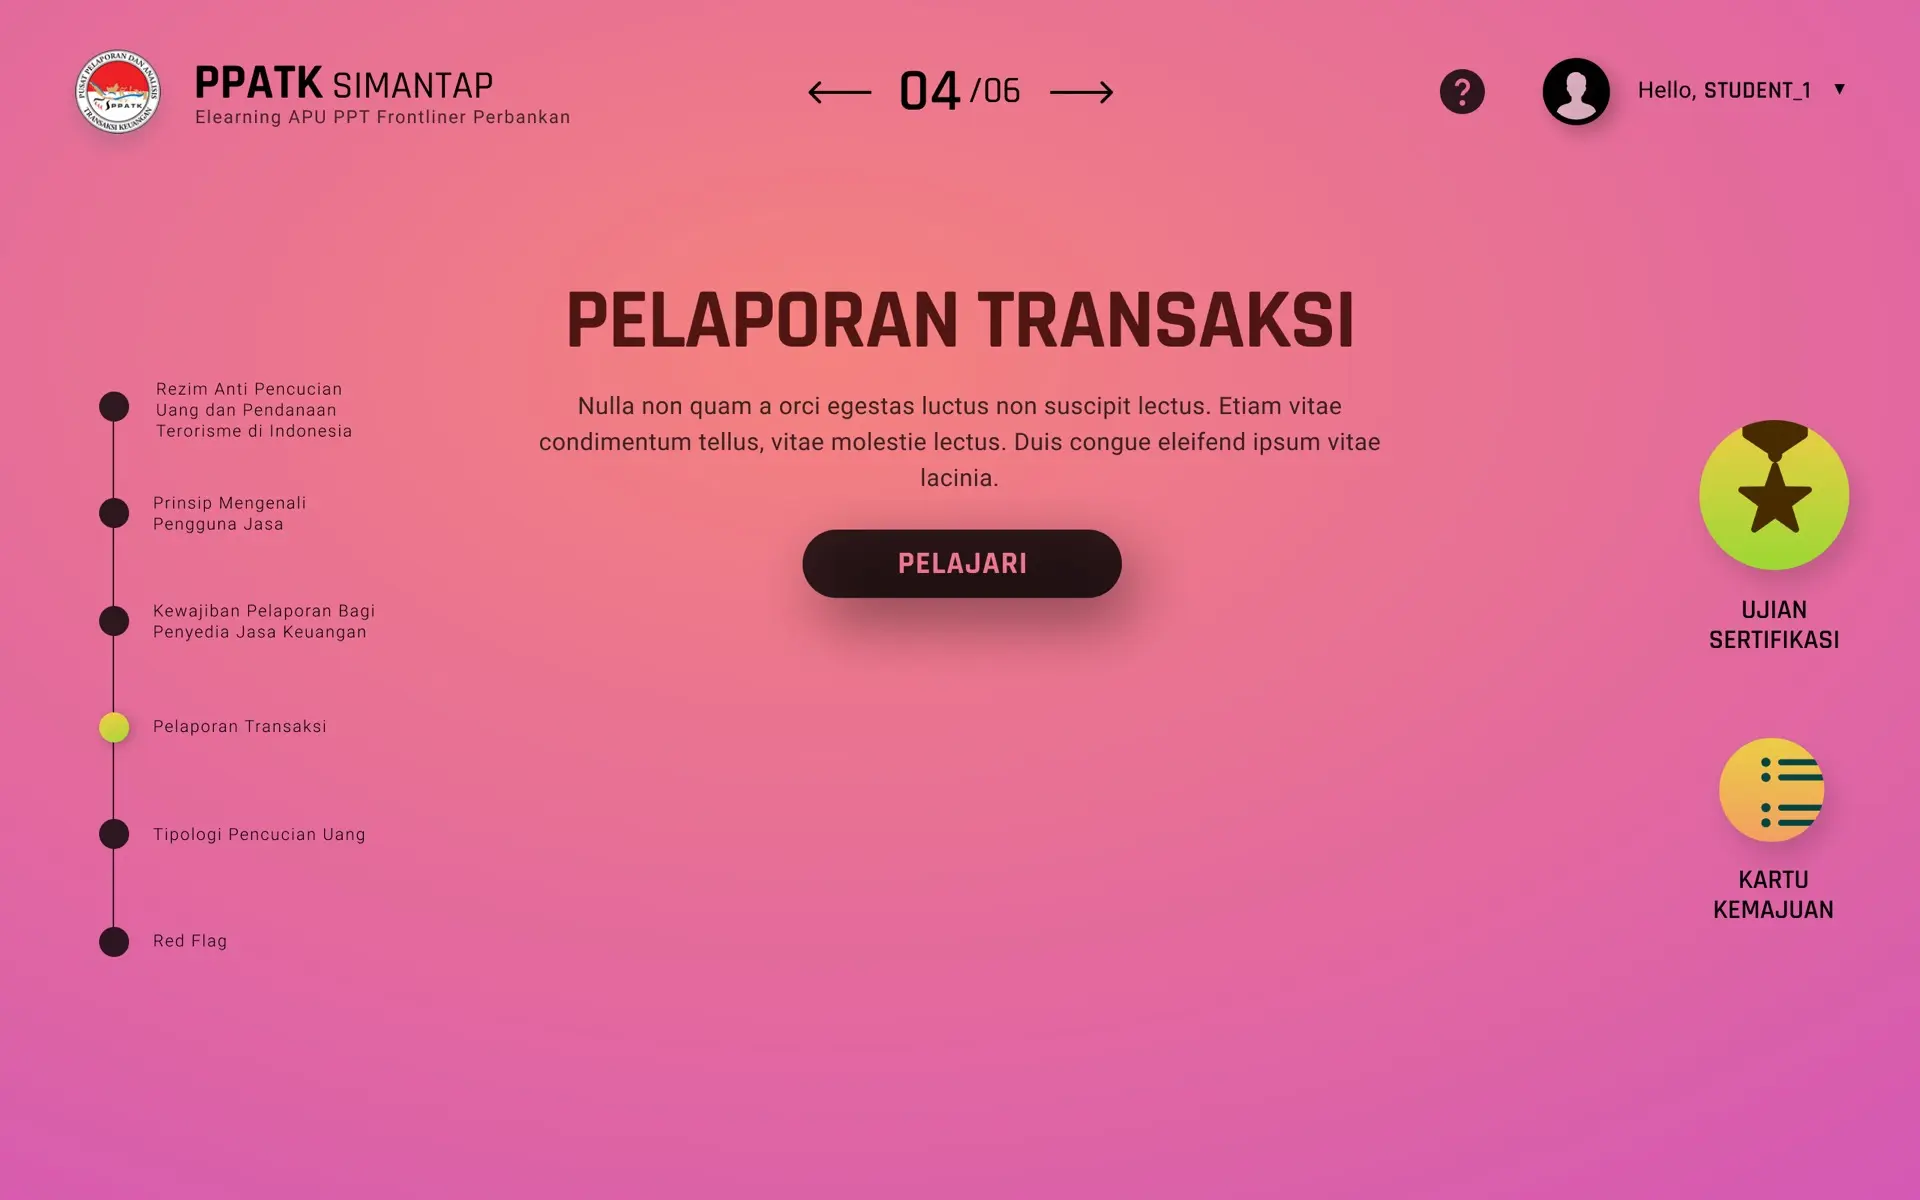 PUSAT PELAPORAN DAN ANALISIS
PPATK
TRANSAKSI KEUANGAN
PPATK SIMANTAP
Elearning APU PPT Frontliner Perbankan
04 /06
?
Hello, STUDENT_1
PELAPORAN TRANSAKSI
Nulla non quam a orci egestas luctus non suscipit lectus. Etiam vitae
condimentum tellus, vitae molestie lectus. Duis congue eleifend ipsum vitae
lacinia.
PELAJARI
Rezim Anti Pencucian
Uang dan Pendanaan
Terorisme di Indonesia
Prinsip Mengenali
Pengguna Jasa
Kewajiban Pelaporan Bagi
Penyedia Jasa Keuangan
Pelaporan Transaksi
Tipologi Pencucian Uang
Red Flag
UJIAN
SERTIFIKASI
KARTU
KEMAJUAN